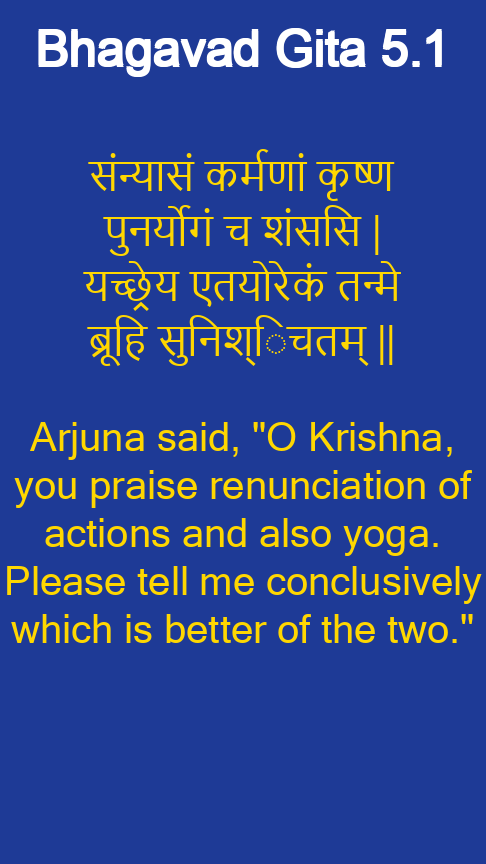 Bhagavad Gita 5.1
संन्यासं कर्मणां कृष्ण
पुनर्योगं च शंससि |
यच्छ्रेय एतयोरेकं तन्मे
ब्रूहि सुनिश्िचतम् ||
Arjuna said, "O Krishna,
you praise renunciation of
actions and also yoga.
Please tell me conclusively
which is better of the two."